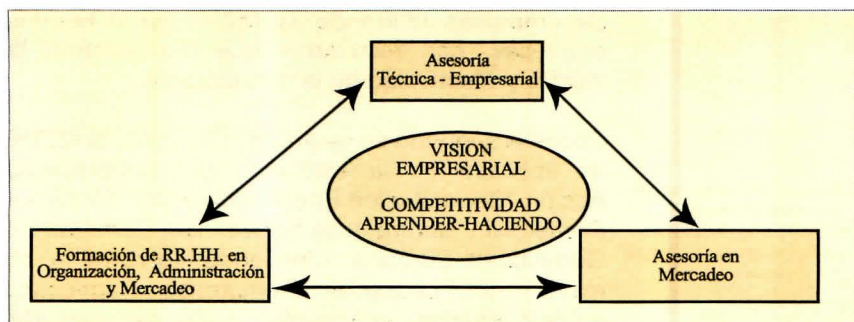 Asesoría
Técnica - Empresarial
VISION
EMPRESARIAL
COMPETITIVIDAD
APRENDER-HACIENDO
Formación de RR.HH. en
Organización, Administración
y Mercadeo
Asesoría en
Mercadeo